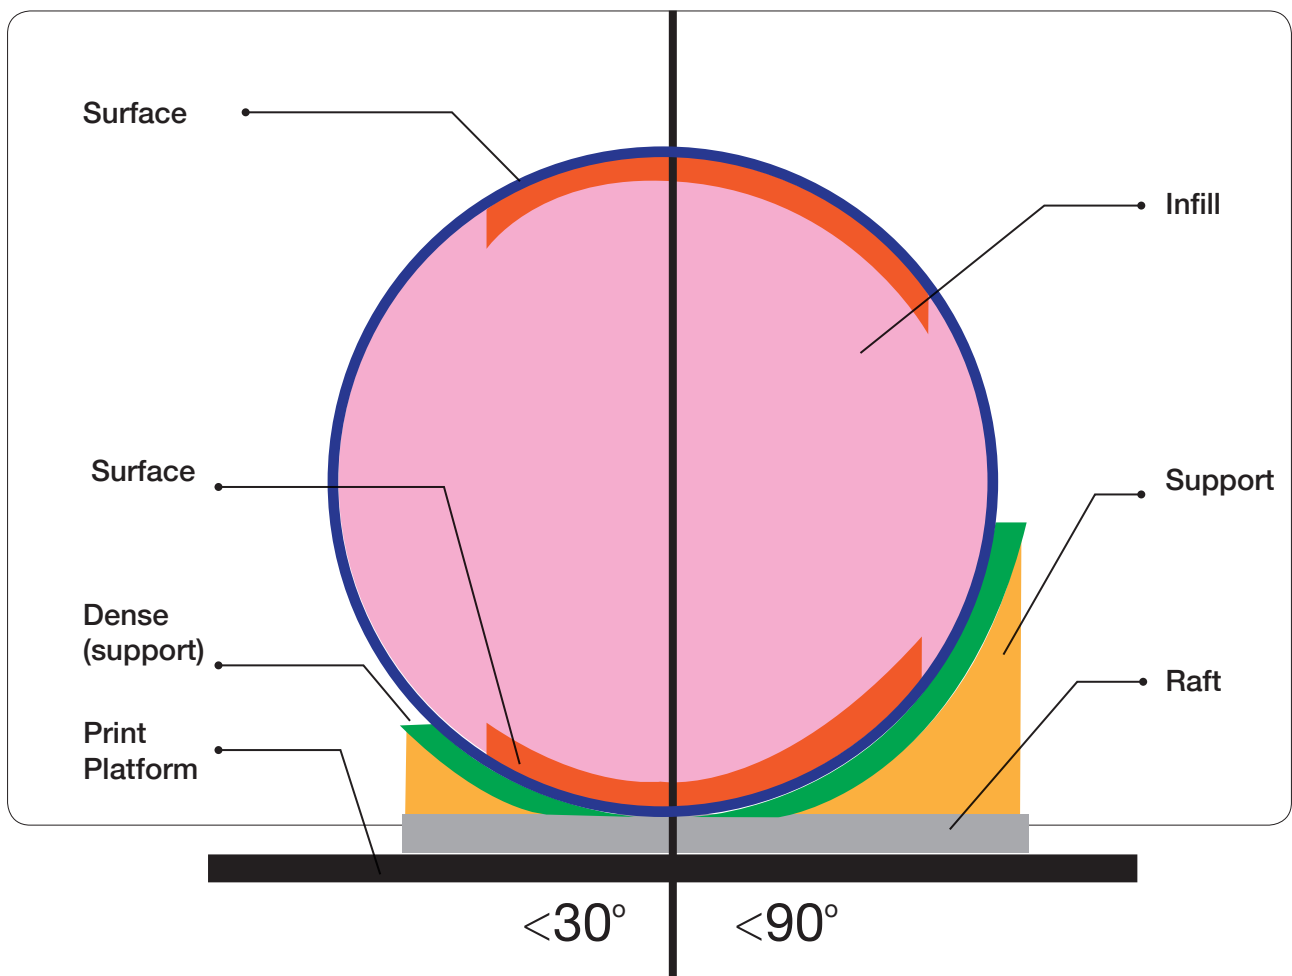 Surface
Infill
Surface
Support
Dense
(support)
Raft
Print
Platform
<30°
<90°